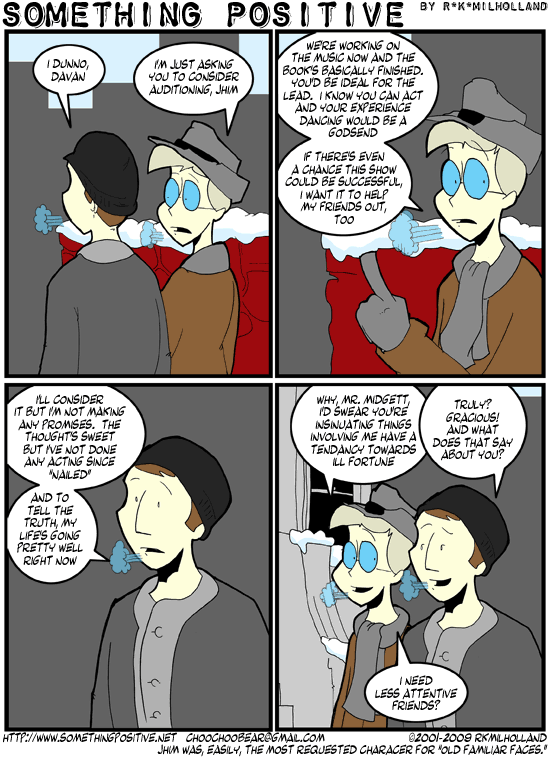 SOMETHING POSITIVE BY R*K*MILHOLLAND
I DUNNO,
DAVAN
I'M JUST ASKING
YOU TO CONSIDER
AUDITIONING, JHIM
WE'RE WORKING ON
THE MUSIC NOW AND THE
BOOK'S BASICALLY FINISHED.
YOU'D BE IDEAL FOR THE
LEAD. I KNOW YOU CAN ACT
AND YOUR EXPERIENCE
DANCING WOULD BE A
GODSEND
IF THERE'S EVEN
A CHANCE THIS SHOW
COULD BE SUCCESSFUL,
I WANT IT TO HELP
MY FRIENDS OUT,
TOO
I'LL CONSIDER
IT BUT I'M NOT MAKING
ANY PROMISES. THE
THOUGHT'S SWEET
BUT I'VE NOT DONE
ANY ACTING SINCE
"NAILED"
AND TO
TELL THE
TRUTH, MY
LIFE'S GOING
PRETTY WELL
RIGHT NOW
WHY, MR. MIDGETT,
I'D SWEAR YOU'RE
INSINUATING THINGS
INVOLVING ME HAVE A
TENDANCY TOWARDS
ILL FORTUNE
TRULY?
GRACIOUS!
AND WHAT
DOES THAT SAY
ABOUT YOU?
I NEED
LESS ATTENTIVE
FRIENDS?
HTTP://WWW.SOMETHINGPOSITIVE.NET CHOOCHOOBEAR@GMAIL.COM ©2001-2009 RKMILHOLLAND
JHIM WAS, EASILY, THE MOST REQUESTED CHARACER FOR "OLD FAMILIAR FACES."